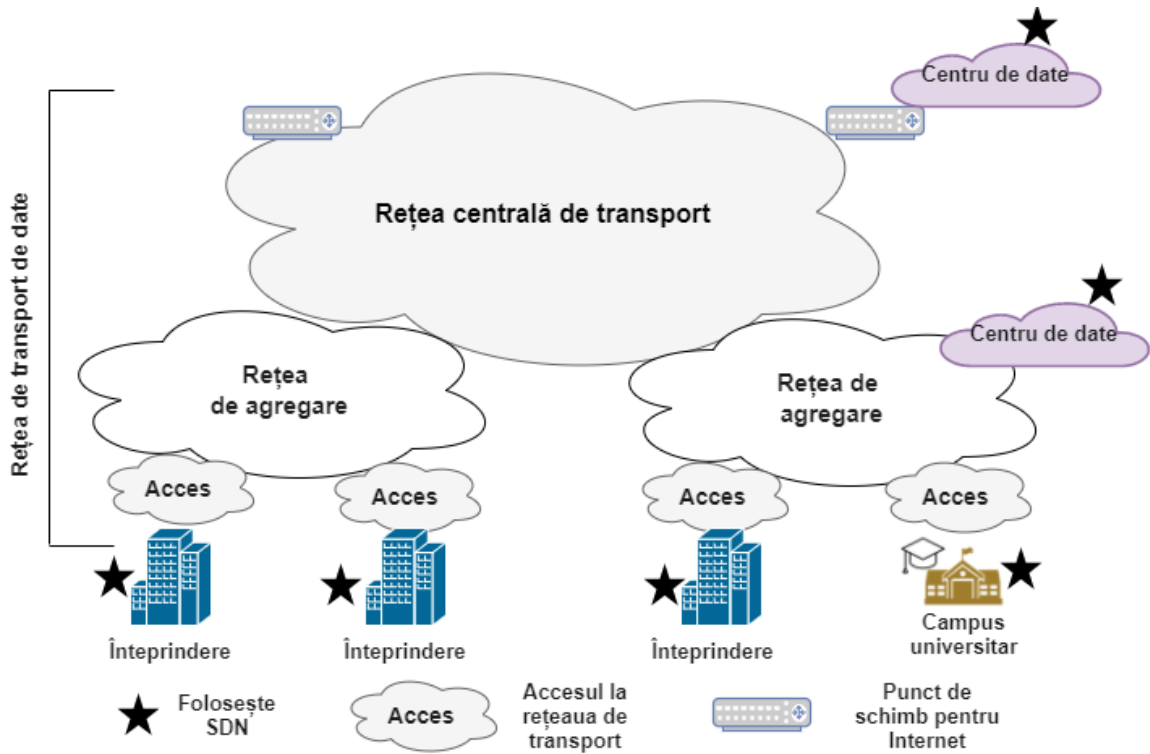 Centru de date
Rețea centrală de transport
Rețea de transport de date
Centru de date
Rețea
de agregare
Rețea de
agregare
Acces
Acces
Acces
Acces
Înteprindere
Înteprindere
Înteprindere
Campus
universitar
Folosește
SDN
Acces
Accesul la
rețeaua de
transport
Punct de
schimb pentru
Internet